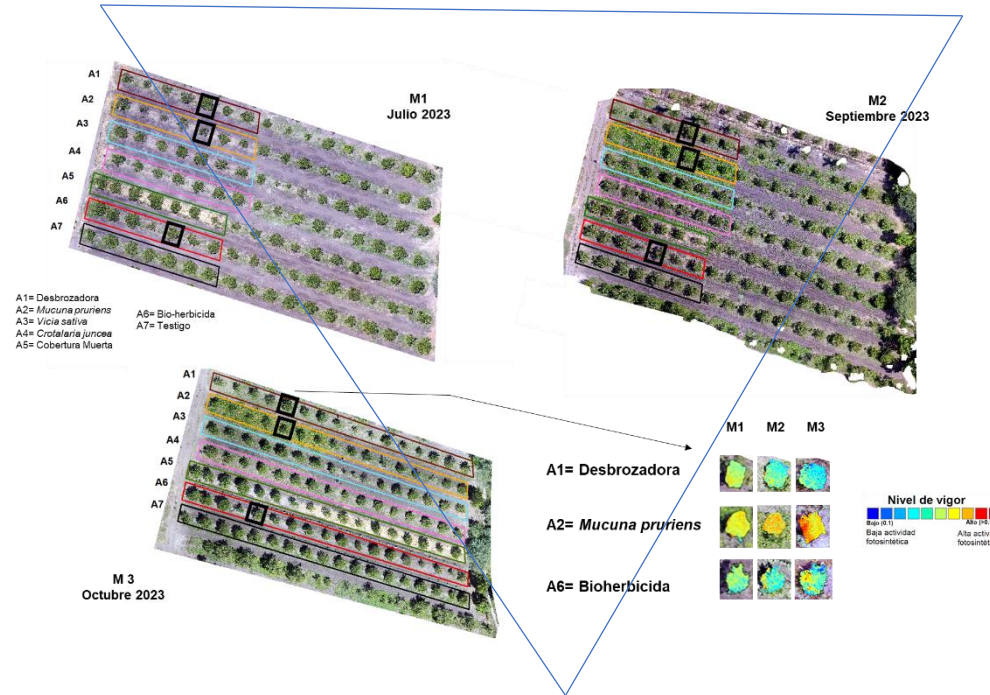 A1
A2
A3
A4
A5
A6
A7
M1
Julio 2023
M2
Septiembre 2023
A1= Desbrozadora
A2= Mucuna pruriens
A3= Vicia sativa
A4= Crotalaria juncea
A5= Cobertura Muerta
A6= Bio-herbicida
A7= Testigo
A1
A2
A3
A4
A5
A6
A7
M 3
Octubre 2023
M1 M2 M3
A1= Desbrozadora
A2= Mucuna pruriens
A6= Bioherbicida
Nivel de vigor
Bajo (0.1) Alto (>0.
Baja actividad Alta activ
fotosintética fotosintét